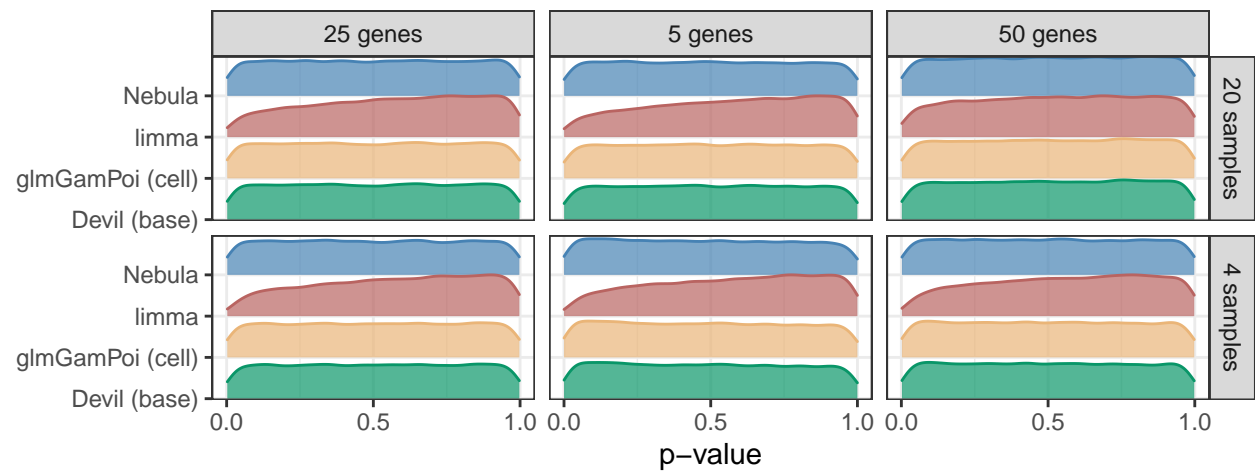 25 genes
5 genes
50 genes
Nebula
limma
glmGamPoi (cell)
Devil (base)
20 samples
Nebula
limma
glmGamPoi (cell)
Devil (base)
4 samples
0.0 0.5 1.0 0.0 0.5 1.0 0.0 0.5 1.0
p−value